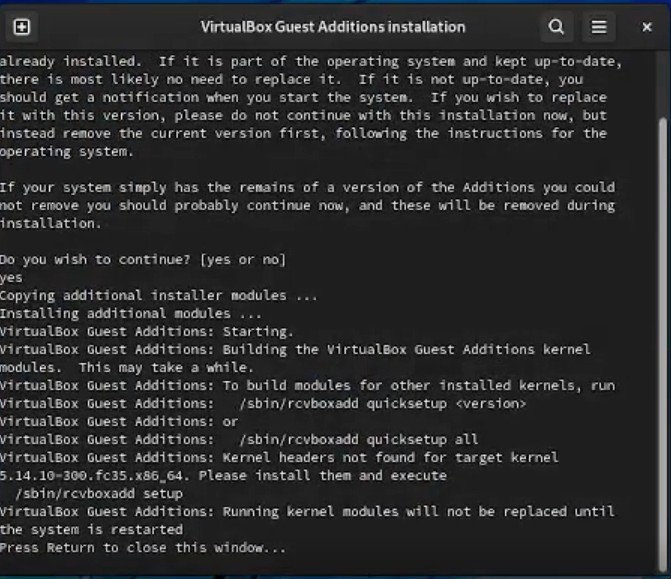 VirtualBox Guest Additions installation
already installed.  If it is part of the operating system and kept up-to-date,
there is most likely no need to replace it.  If it is not up-to-date, you
should get a notification when you start the system.  If you wish to replace
it with this version, please do not continue with this installation now, but
instead remove the current version first, following the instructions for the
operating system.
If your system simply has the remains of a version of the Additions you could
not remove you should probably continue now, and these will be removed during
installation.
Do you wish to continue? [yes or no]
yes
Copying additional installer modules ...
Installing additional modules ...
VirtualBox Guest Additions: Starting.
VirtualBox Guest Additions: Building the VirtualBox Guest Additions kernel
modules.  This may take a while.
VirtualBox Guest Additions: To build modules for other installed kernels, run
VirtualBox Guest Additions:   /sbin/rcvboxadd quicksetup <version>
VirtualBox Guest Additions: or
VirtualBox Guest Additions:   /sbin/rcvboxadd quicksetup all
VirtualBox Guest Additions: Kernel headers not found for target kernel
5.14.10-300.fc35.x86_64. Please install them and execute
  /sbin/rcvboxadd setup
VirtualBox Guest Additions: Running kernel modules will not be replaced until
the system is restarted
Press Return to close this window...